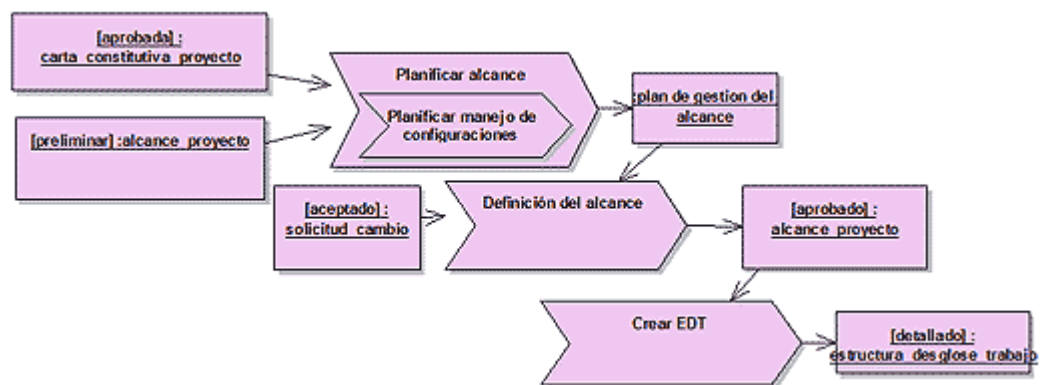 [aprobada] :
carta_constitutiva_proyecto
Planificar alcance
Planificar manejo de
configuraciones
:plan de gestion del
alcance
[preliminar] :alcance_proyecto
[aceptado] :
solicitud_cambio
Definición del alcance
[aprobado] :
alcance_proyecto
Crear EDT
[detallado] :
estructura_desglose_trabajo